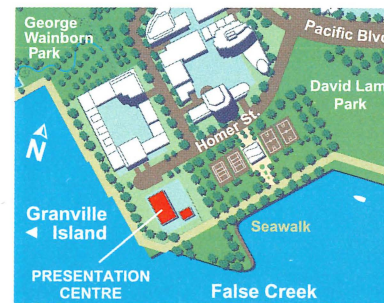 George
Wainborn
Park
Pacific Blvd
David Lam
Park
Homer St.
N
Granville
Island
Seawalk
PRESENTATION
CENTRE
False Creek